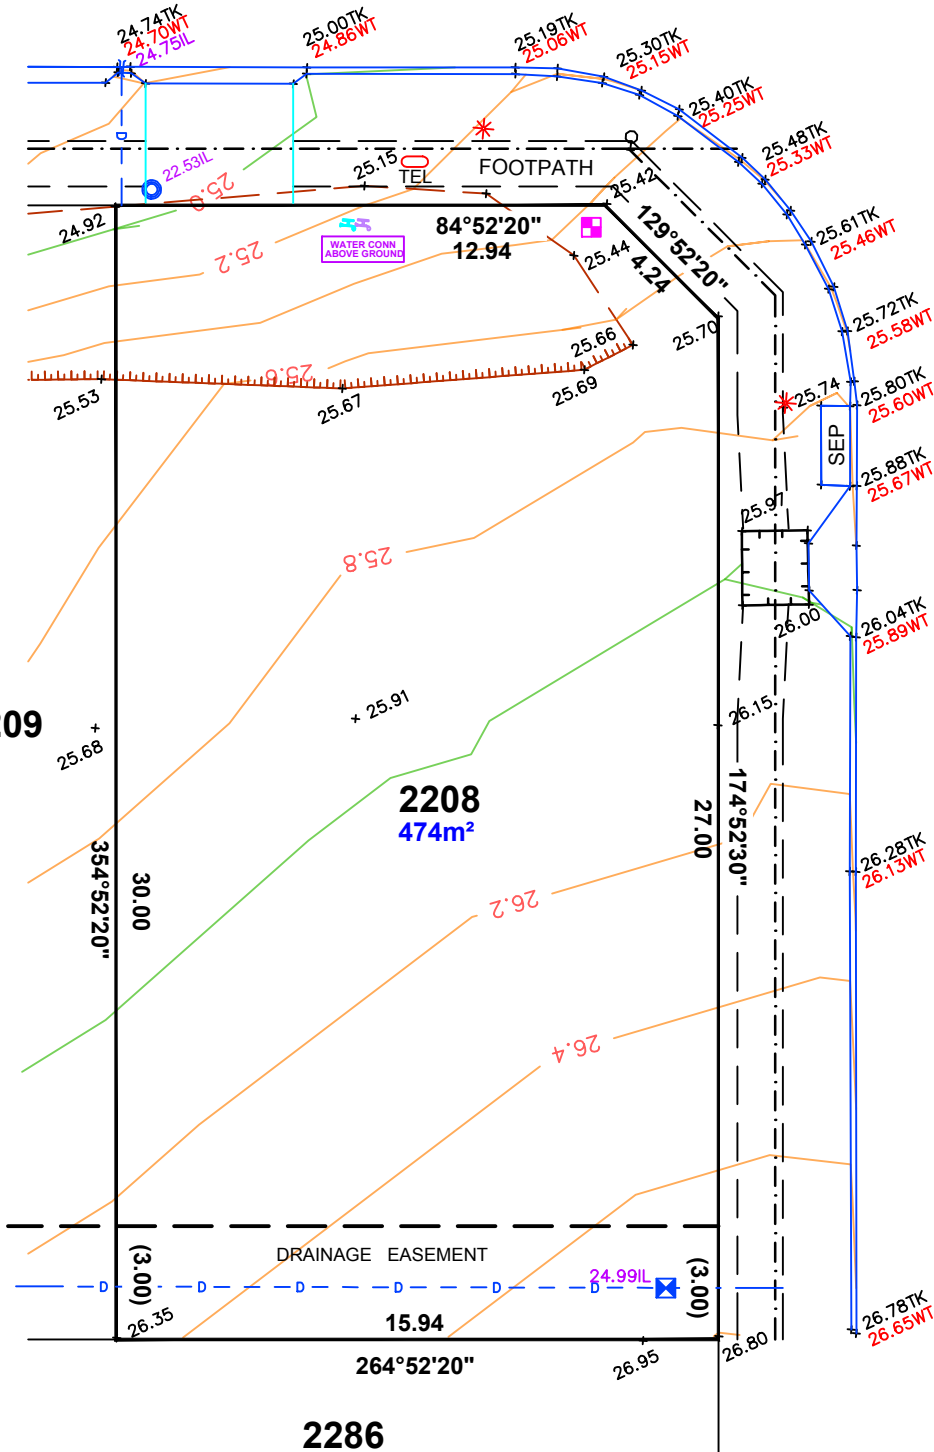 24.74TK
24.70WT
24.75IL
25.00TK
24.86WT
25.19TK
25.06WT
25.30TK
25.15WT
25.40TK
25.25WT
25.48TK
25.33WT
D
22.53IL
25.0
25.15
TEL
FOOTPATH
25.42
24.92
25.2
WATER CONN
ABOVE GROUND
84°52'20"
12.94
129°52'20"
4.24
25.44
25.61TK
25.46WT
25.72TK
25.58WT
25.70
25.66
25.6
25.69
25.67
25.53
25.74
25.80TK
25.60WT
SEP
25.88TK
25.67WT
25.97
25.8
26.00
26.04TK
25.89WT
209
25.68
25.91
26.15
2208
474m²
27.00
174°52'30"
354°52'20"
30.00
26.28TK
26.13WT
26.2
26.4
DRAINAGE EASEMENT
(3.00)
(3.00)
24.99IL
D D D D D D
26.35
15.94
264°52'20"
26.95
26.80
26.78TK
26.65WT
2286